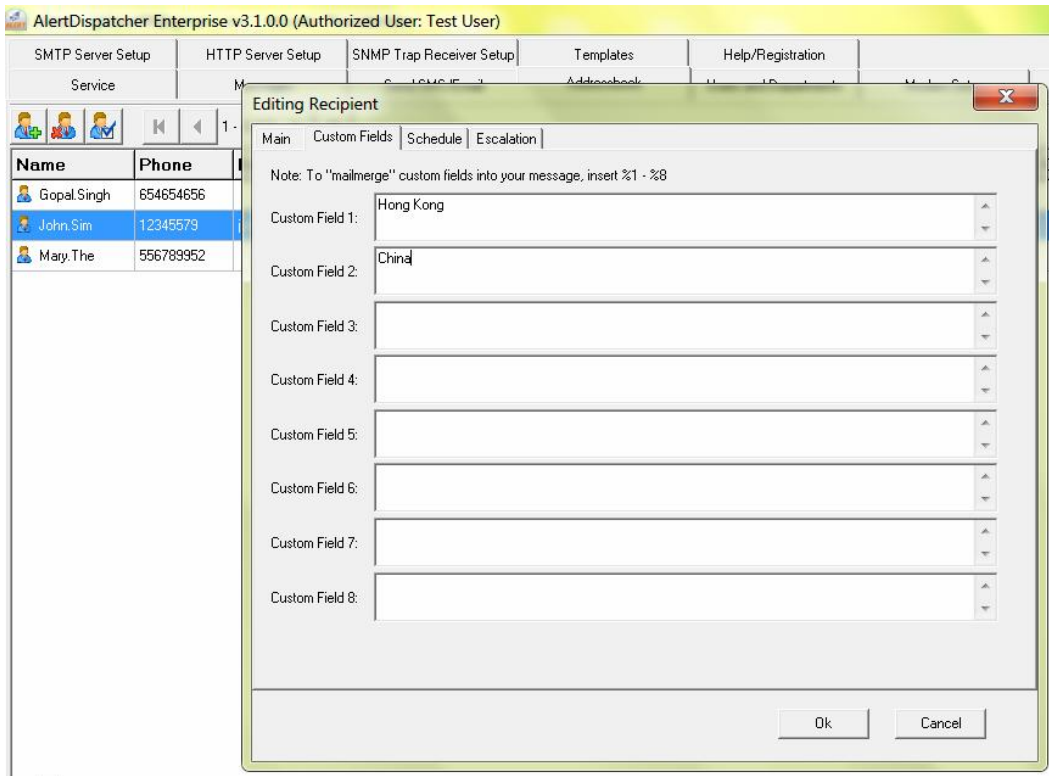 AlertDispatcher Enterprise v3.1.0.0 (Authorized User: Test User)
SMTP Server Setup HTTP Server Setup SNMP Trap Receiver Setup Templates Help/Registration
Service Addressbook
Editing Recipient
X
1 -
Main Custom Fields Schedule Escalation
Name Phone
Note: To "mailmerge" custom fields into your message, insert %1 - %8
Gopal.Singh 654654656
John.Sim 12345579
Mary.The 556789952
Custom Field 1: Hong Kong
Custom Field 2: China
Custom Field 3:
Custom Field 4:
Custom Field 5:
Custom Field 6:
Custom Field 7:
Custom Field 8:
Ok Cancel